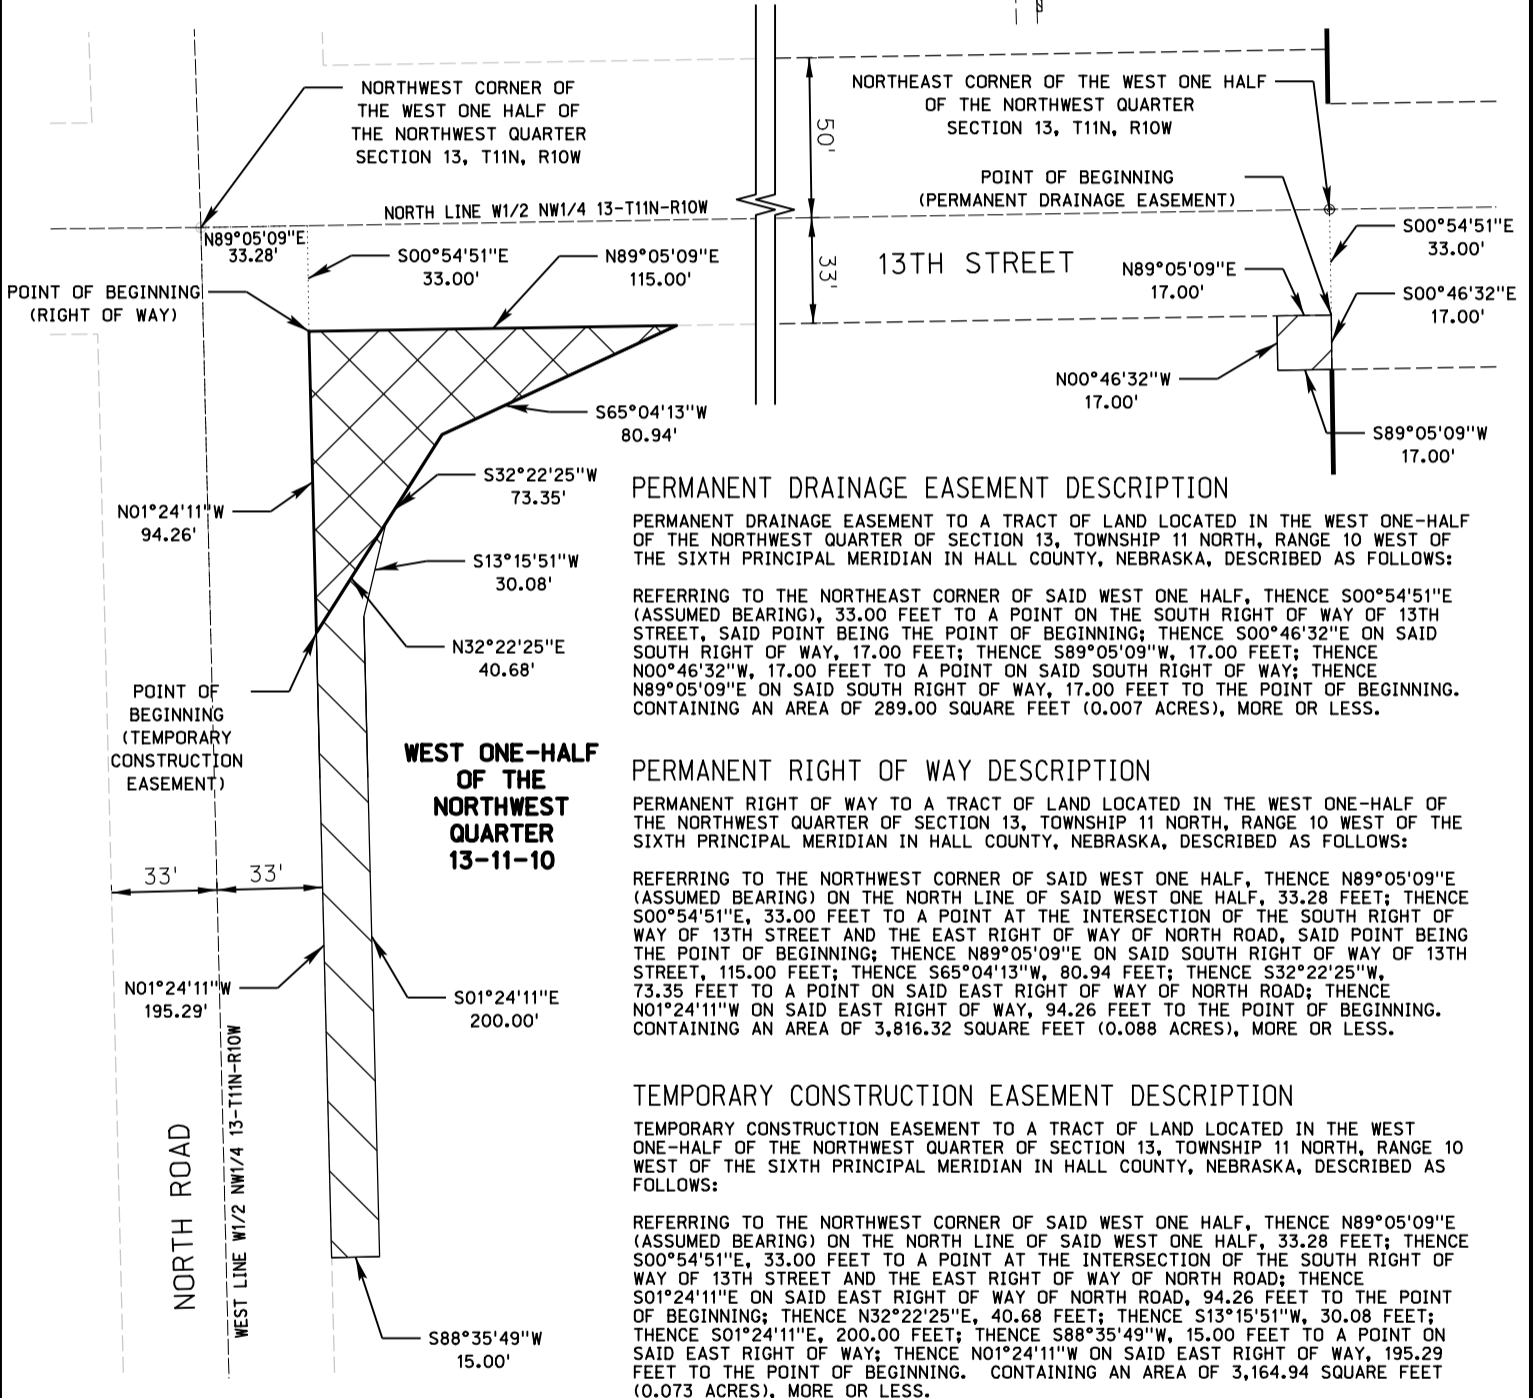 NORTHWEST CORNER OF
THE WEST ONE HALF OF
THE NORTHWEST QUARTER
SECTION 13, T11N, R10W
NORTHEAST CORNER OF THE WEST ONE HALF
OF THE NORTHWEST QUARTER
SECTION 13, T11N, R10W
50'
POINT OF BEGINNING
(PERMANENT DRAINAGE EASEMENT)
NORTH LINE W1/2 NW1/4 13-T11N-R10W
N89°05'09"E
33.28'
S00°54'51"E
33.00'
N89°05'09"E
115.00'
33'
13TH STREET
N89°05'09"E
17.00'
S00°54'51"E
33.00'
S00°46'32"E
17.00'
POINT OF BEGINNING
(RIGHT OF WAY)
N00°46'32"W
17.00'
S89°05'09"W
17.00'
S65°04'13"W
80.94'
S32°22'25"W
73.35'
N01°24'11"W
94.26'
S13°15'51"W
30.08'
N32°22'25"E
40.68'
POINT OF
BEGINNING
(TEMPORARY
CONSTRUCTION
EASEMENT)
WEST ONE-HALF
OF THE
NORTHWEST
QUARTER
13-11-10
33'
33'
N01°24'11"W
195.29'
S01°24'11"E
200.00'
NORTH ROAD
WEST LINE W1/2 NW1/4 13-T11N-R10W
S88°35'49"W
15.00'
PERMANENT DRAINAGE EASEMENT DESCRIPTION
PERMANENT DRAINAGE EASEMENT TO A TRACT OF LAND LOCATED IN THE WEST ONE-HALF
OF THE NORTHWEST QUARTER OF SECTION 13, TOWNSHIP 11 NORTH, RANGE 10 WEST OF
THE SIXTH PRINCIPAL MERIDIAN IN HALL COUNTY, NEBRASKA, DESCRIBED AS FOLLOWS:
REFERRING TO THE NORTHEAST CORNER OF SAID WEST ONE HALF, THENCE S00°54'51"E
(ASSUMED BEARING), 33.00 FEET TO A POINT ON THE SOUTH RIGHT OF WAY OF 13TH
STREET, SAID POINT BEING THE POINT OF BEGINNING; THENCE S00°46'32"E ON SAID
SOUTH RIGHT OF WAY, 17.00 FEET; THENCE S89°05'09"W, 17.00 FEET; THENCE
N00°46'32"W, 17.00 FEET TO A POINT ON SAID SOUTH RIGHT OF WAY; THENCE
N89°05'09"E ON SAID SOUTH RIGHT OF WAY, 17.00 FEET TO THE POINT OF BEGINNING.
CONTAINING AN AREA OF 289.00 SQUARE FEET (0.007 ACRES), MORE OR LESS.
PERMANENT RIGHT OF WAY DESCRIPTION
PERMANENT RIGHT OF WAY TO A TRACT OF LAND LOCATED IN THE WEST ONE-HALF OF
THE NORTHWEST QUARTER OF SECTION 13, TOWNSHIP 11 NORTH, RANGE 10 WEST OF THE
SIXTH PRINCIPAL MERIDIAN IN HALL COUNTY, NEBRASKA, DESCRIBED AS FOLLOWS:
REFERRING TO THE NORTHWEST CORNER OF SAID WEST ONE HALF, THENCE N89°05'09"E
(ASSUMED BEARING) ON THE NORTH LINE OF SAID WEST ONE HALF, 33.28 FEET; THENCE
S00°54'51"E, 33.00 FEET TO A POINT AT THE INTERSECTION OF THE SOUTH RIGHT OF
WAY OF 13TH STREET AND THE EAST RIGHT OF WAY OF NORTH ROAD, SAID POINT BEING
THE POINT OF BEGINNING; THENCE N89°05'09"E ON SAID SOUTH RIGHT OF WAY OF 13TH
STREET, 115.00 FEET; THENCE S65°04'13"W, 80.94 FEET; THENCE S32°22'25"W,
73.35 FEET TO A POINT ON SAID EAST RIGHT OF WAY OF NORTH ROAD; THENCE
N01°24'11"W ON SAID EAST RIGHT OF WAY, 94.26 FEET TO THE POINT OF BEGINNING.
CONTAINING AN AREA OF 3,816.32 SQUARE FEET (0.088 ACRES), MORE OR LESS.
TEMPORARY CONSTRUCTION EASEMENT DESCRIPTION
TEMPORARY CONSTRUCTION EASEMENT TO A TRACT OF LAND LOCATED IN THE WEST
ONE-HALF OF THE NORTHWEST QUARTER OF SECTION 13, TOWNSHIP 11 NORTH, RANGE 10
WEST OF THE SIXTH PRINCIPAL MERIDIAN IN HALL COUNTY, NEBRASKA, DESCRIBED AS
FOLLOWS:
REFERRING TO THE NORTHWEST CORNER OF SAID WEST ONE HALF, THENCE N89°05'09"E
(ASSUMED BEARING) ON THE NORTH LINE OF SAID WEST ONE HALF, 33.28 FEET; THENCE
S00°54'51"E, 33.00 FEET TO A POINT AT THE INTERSECTION OF THE SOUTH RIGHT OF
WAY OF 13TH STREET AND THE EAST RIGHT OF WAY OF NORTH ROAD; THENCE
S01°24'11"E ON SAID EAST RIGHT OF WAY OF NORTH ROAD, 94.26 FEET TO THE POINT
OF BEGINNING; THENCE N32°22'25"E, 40.68 FEET; THENCE S13°15'51"W, 30.08 FEET;
THENCE S01°24'11"E, 200.00 FEET; THENCE S88°35'49"W, 15.00 FEET TO A POINT ON
SAID EAST RIGHT OF WAY; THENCE N01°24'11"W ON SAID EAST RIGHT OF WAY, 195.29
FEET TO THE POINT OF BEGINNING. CONTAINING AN AREA OF 3,164.94 SQUARE FEET
(0.073 ACRES), MORE OR LESS.